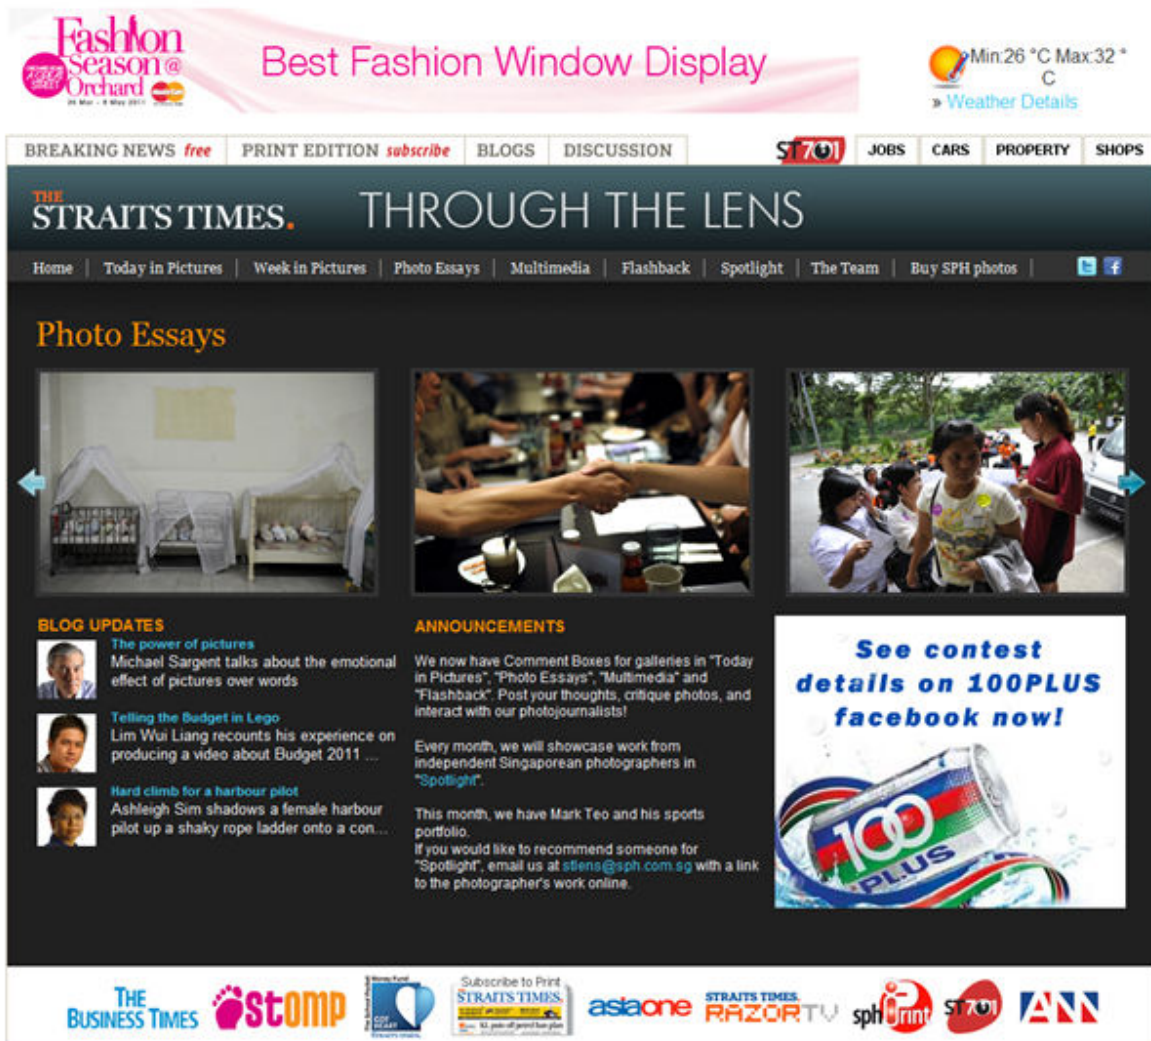 Fashion
Season @
Orchard
Best Fashion Window Display
Min:26 °C Max:32 °
C
» Weather Details
BREAKING NEWS free
PRINT EDITION subscribe
BLOGS
DISCUSSION
ST701
JOBS
CARS
PROPERTY
SHOPS
THE
STRAITS TIMES.
THROUGH THE LENS
Home
Today in Pictures
Week in Pictures
Photo Essays
Multimedia
Flashback
Spotlight
The Team
Buy SPH photos
Photo Essays
BLOG UPDATES
The power of pictures
Michael Sargent talks about the emotional
effect of pictures over words
Telling the Budget in Lego
Lim Wui Liang recounts his experience on
producing a video about Budget 2011 ...
Hard climb for a harbour pilot
Ashleigh Sim shadows a female harbour
pilot up a shaky rope ladder onto a con...
ANNOUNCEMENTS
We now have Comment Boxes for galleries in "Today
in Pictures", "Photo Essays", "Multimedia" and
"Flashback". Post your thoughts, critique photos, and
interact with our photojournalists!
Every month, we will showcase work from
independent Singaporean photographers in
"Spotlight".
This month, we have Mark Teo and his sports
portfolio.
If you would like to recommend someone for
"Spotlight", email us at stlens@sph.com.sg with a link
to the photographer's work online.
See contest
details on 100PLUS
facebook now!
100
PLUS
THE
BUSINESS TIMES
stomp
Subscribe to Print
STRAITS TIMES
asiaone
STRAITS TIMES
RAZORTV
sph iprint
ST701
ANN